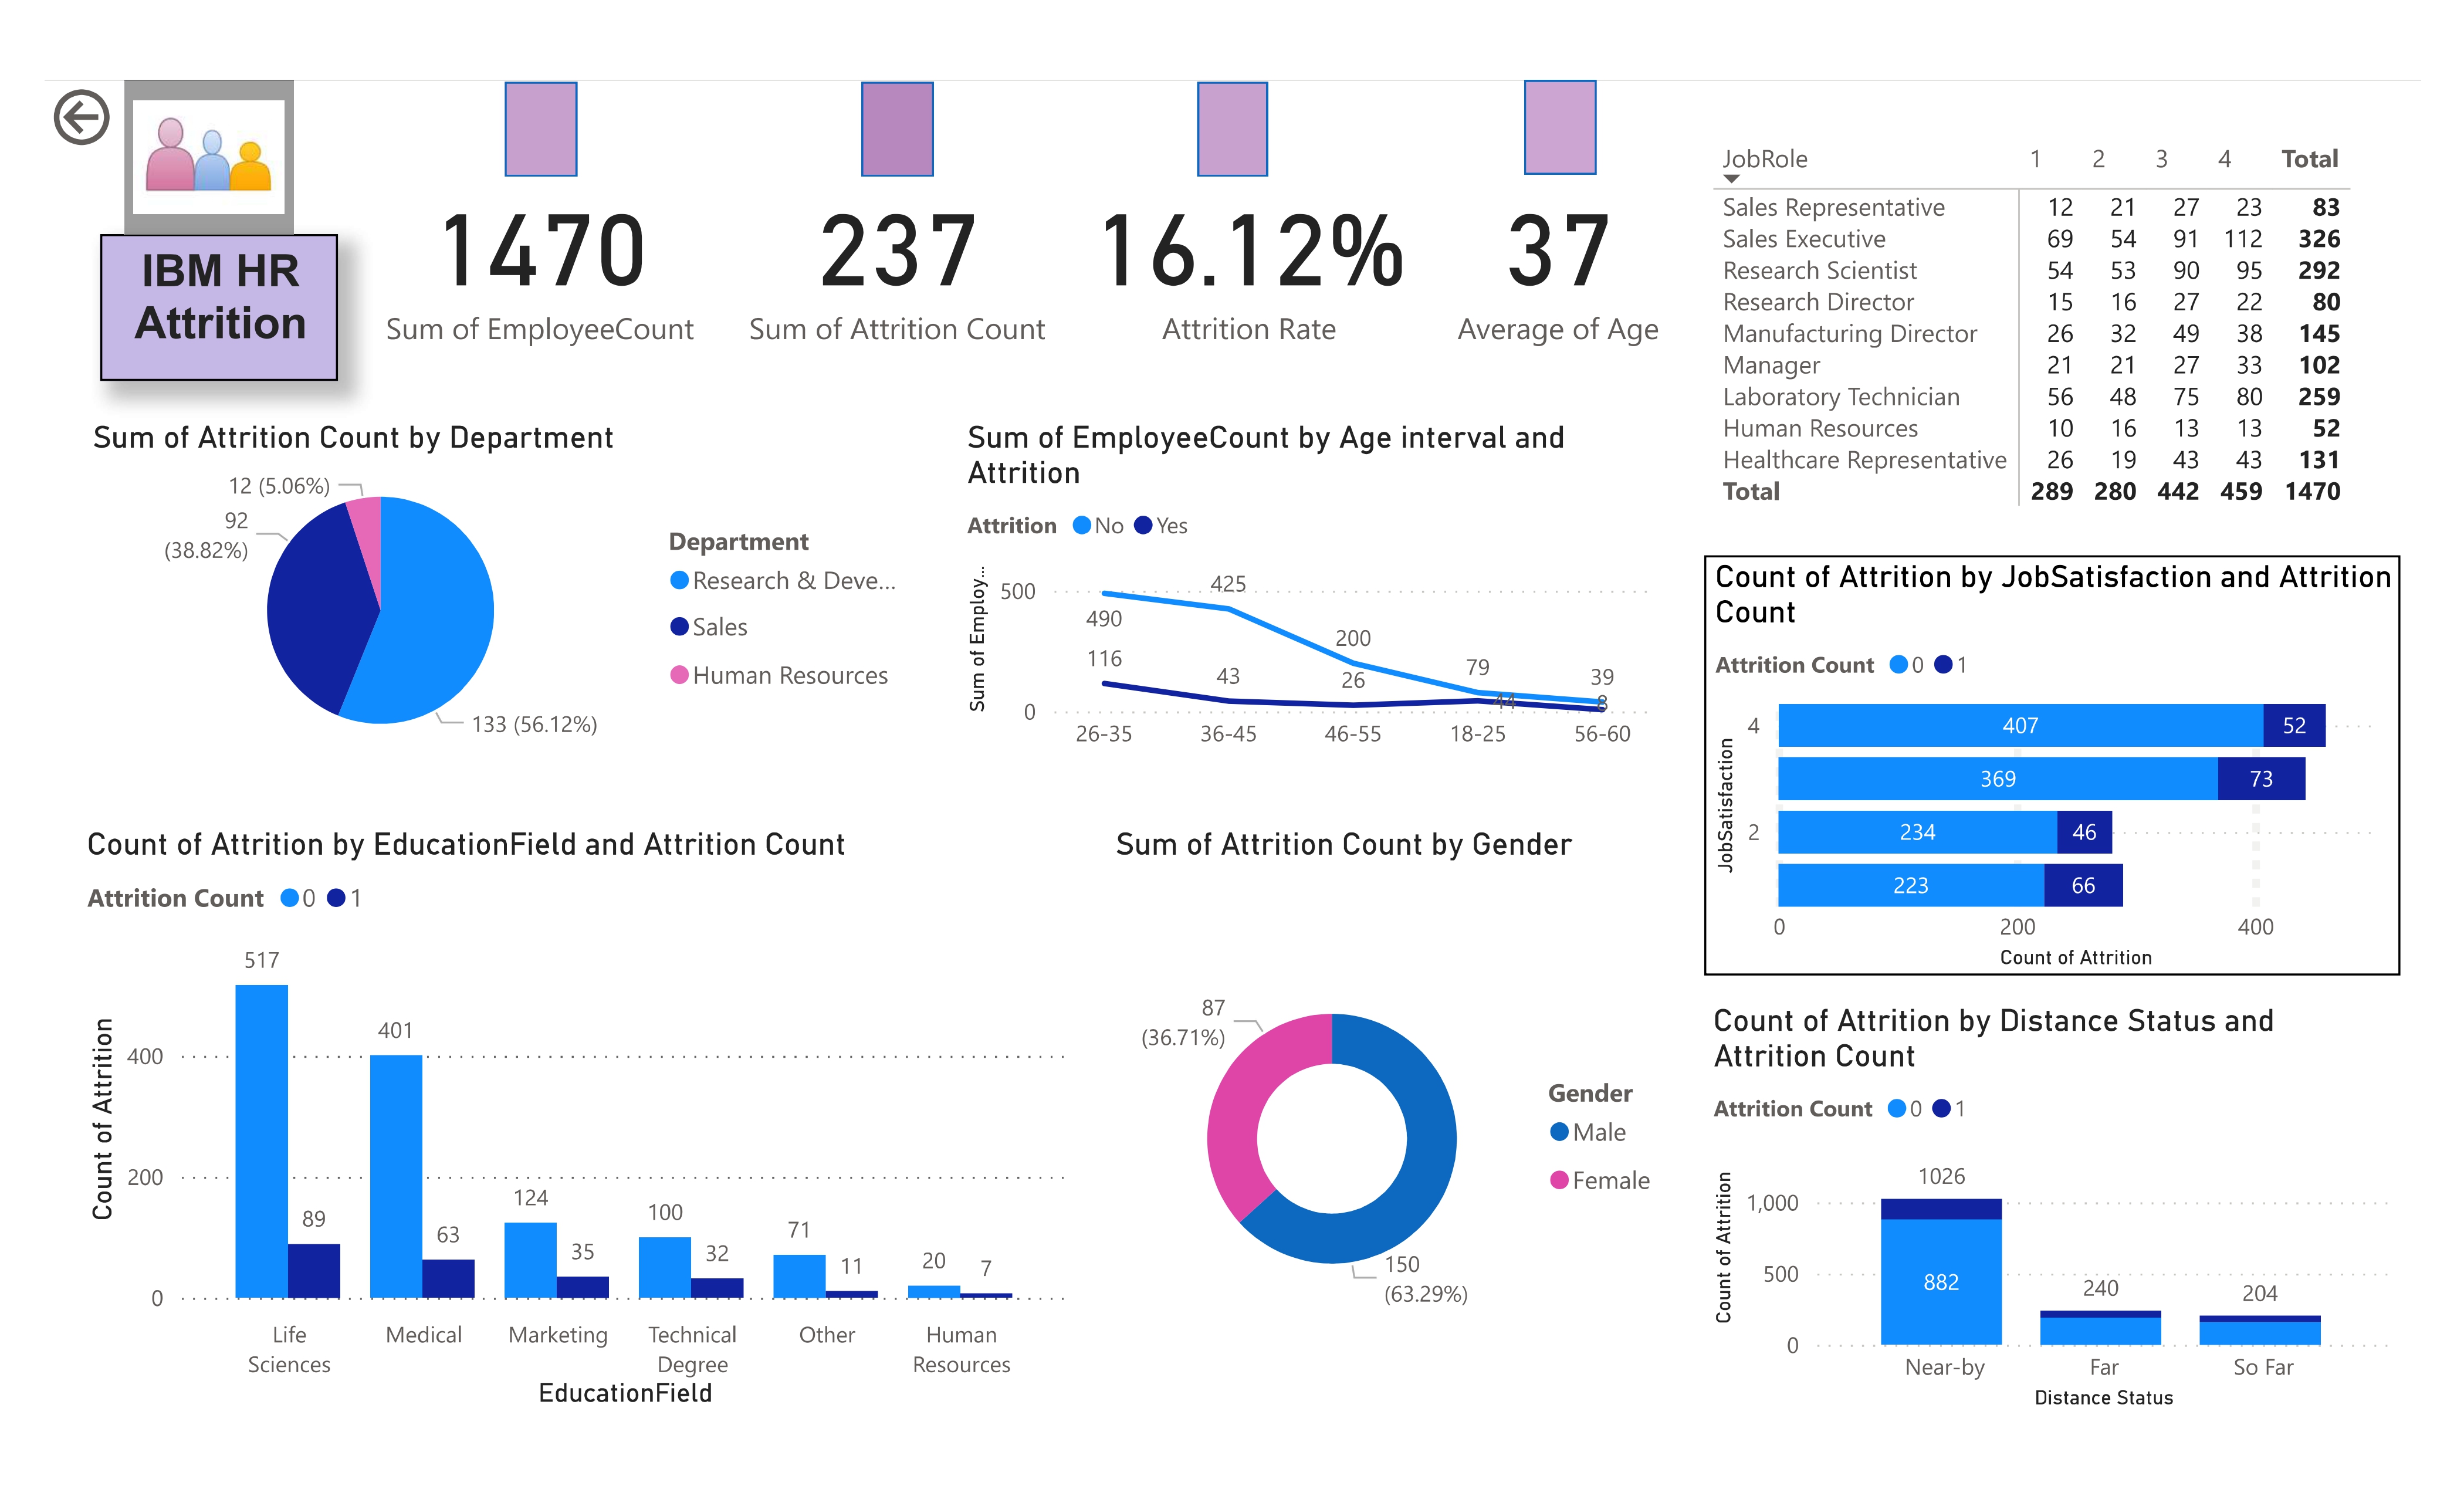 IBM HR
Attrition
1470
Sum of EmployeeCount
237
Sum of Attrition Count
16.12%
Attrition Rate
37
Average of Age
JobRole 1 2 3 4 Total
Sales Representative 12 21 27 23 83
Sales Executive 69 54 91 112 326
Research Scientist 54 53 90 95 292
Research Director 15 16 27 22 80
Manufacturing Director 26 32 49 38 145
Manager 21 21 27 33 102
Laboratory Technician 56 48 75 80 259
Human Resources 10 16 13 13 52
Healthcare Representative 26 19 43 43 131
Total 289 280 442 459 1470
Sum of Attrition Count by Department
12 (5.06%)
92
(38.82%)
133 (56.12%)
Department
Research & Deve...
Sales
Human Resources
Sum of EmployeeCount by Age interval and
Attrition
Attrition No Yes
Sum of Employ...
500
0
490
425
200
79
39
116
43
26
44
8
26-35 36-45 46-55 18-25 56-60
Count of Attrition by JobSatisfaction and Attrition
Count
Attrition Count 0 1
JobSatisfaction
4 407 52
369 73
2 234 46
223 66
0 200 400
Count of Attrition
Count of Attrition by EducationField and Attrition Count
Attrition Count 0 1
Count of Attrition
400
200
0
517 89
401 63
124 35
100 32
71 11
20 7
Life
Sciences
Medical
Marketing
Technical
Degree
Other
Human
Resources
EducationField
Sum of Attrition Count by Gender
87
(36.71%)
150
(63.29%)
Gender
Male
Female
Count of Attrition by Distance Status and
Attrition Count
Attrition Count 0 1
Count of Attrition
1,000
500
0
1026
882
240
204
Near-by Far So Far
Distance Status